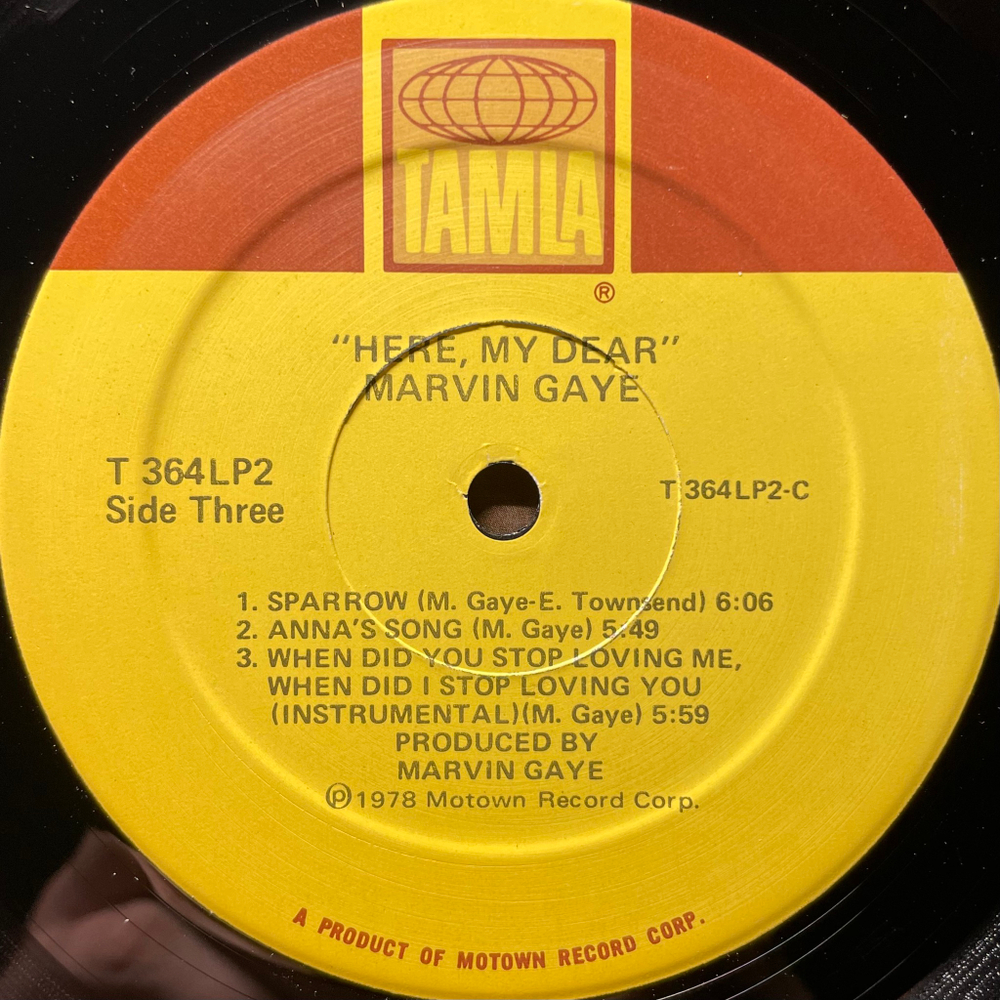 TAMLA
®
"HERE, MY DEAR"
MARVIN GAYE
T 364LP2
Side Three
T 364LP2-C
1. SPARROW (M. Gaye-E. Townsend) 6:06
2. ANNA'S SONG (M. Gaye) 5:49
3. WHEN DID YOU STOP LOVING ME,
WHEN DID I STOP LOVING YOU
(INSTRUMENTAL)(M. Gaye) 5:59
PRODUCED BY
MARVIN GAYE
℗1978 Motown Record Corp.
A PRODUCT OF MOTOWN RECORD CORP.